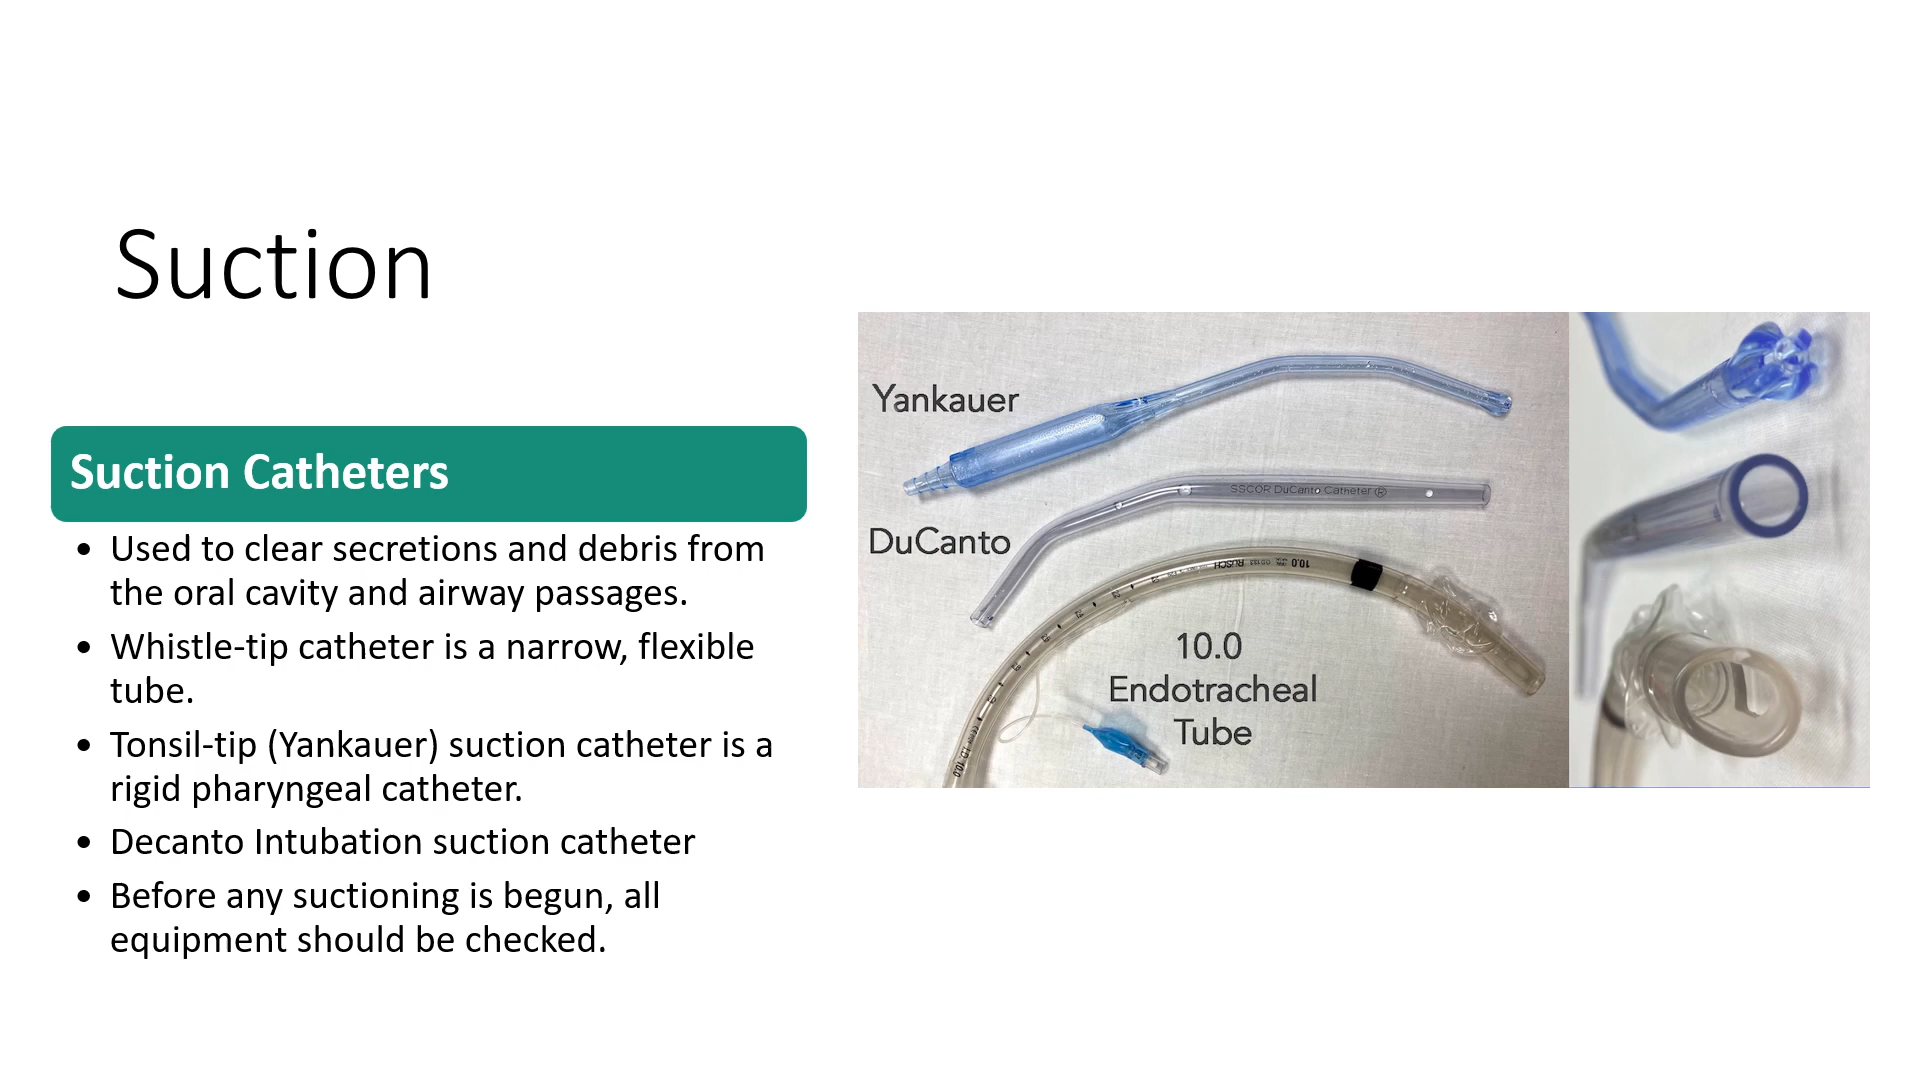 Suction
Suction Catheters
• Used to clear secretions and debris from
the oral cavity and airway passages.
• Whistle-tip catheter is a narrow, flexible
tube.
• Tonsil-tip (Yankauer) suction catheter is a
rigid pharyngeal catheter.
• Decanto Intubation suction catheter
• Before any suctioning is begun, all
equipment should be checked.
Yankauer
SSCOR DuCanto Catheter ®
DuCanto
10.0 RUSCH
10.0
Endotracheal
Tube
10.0